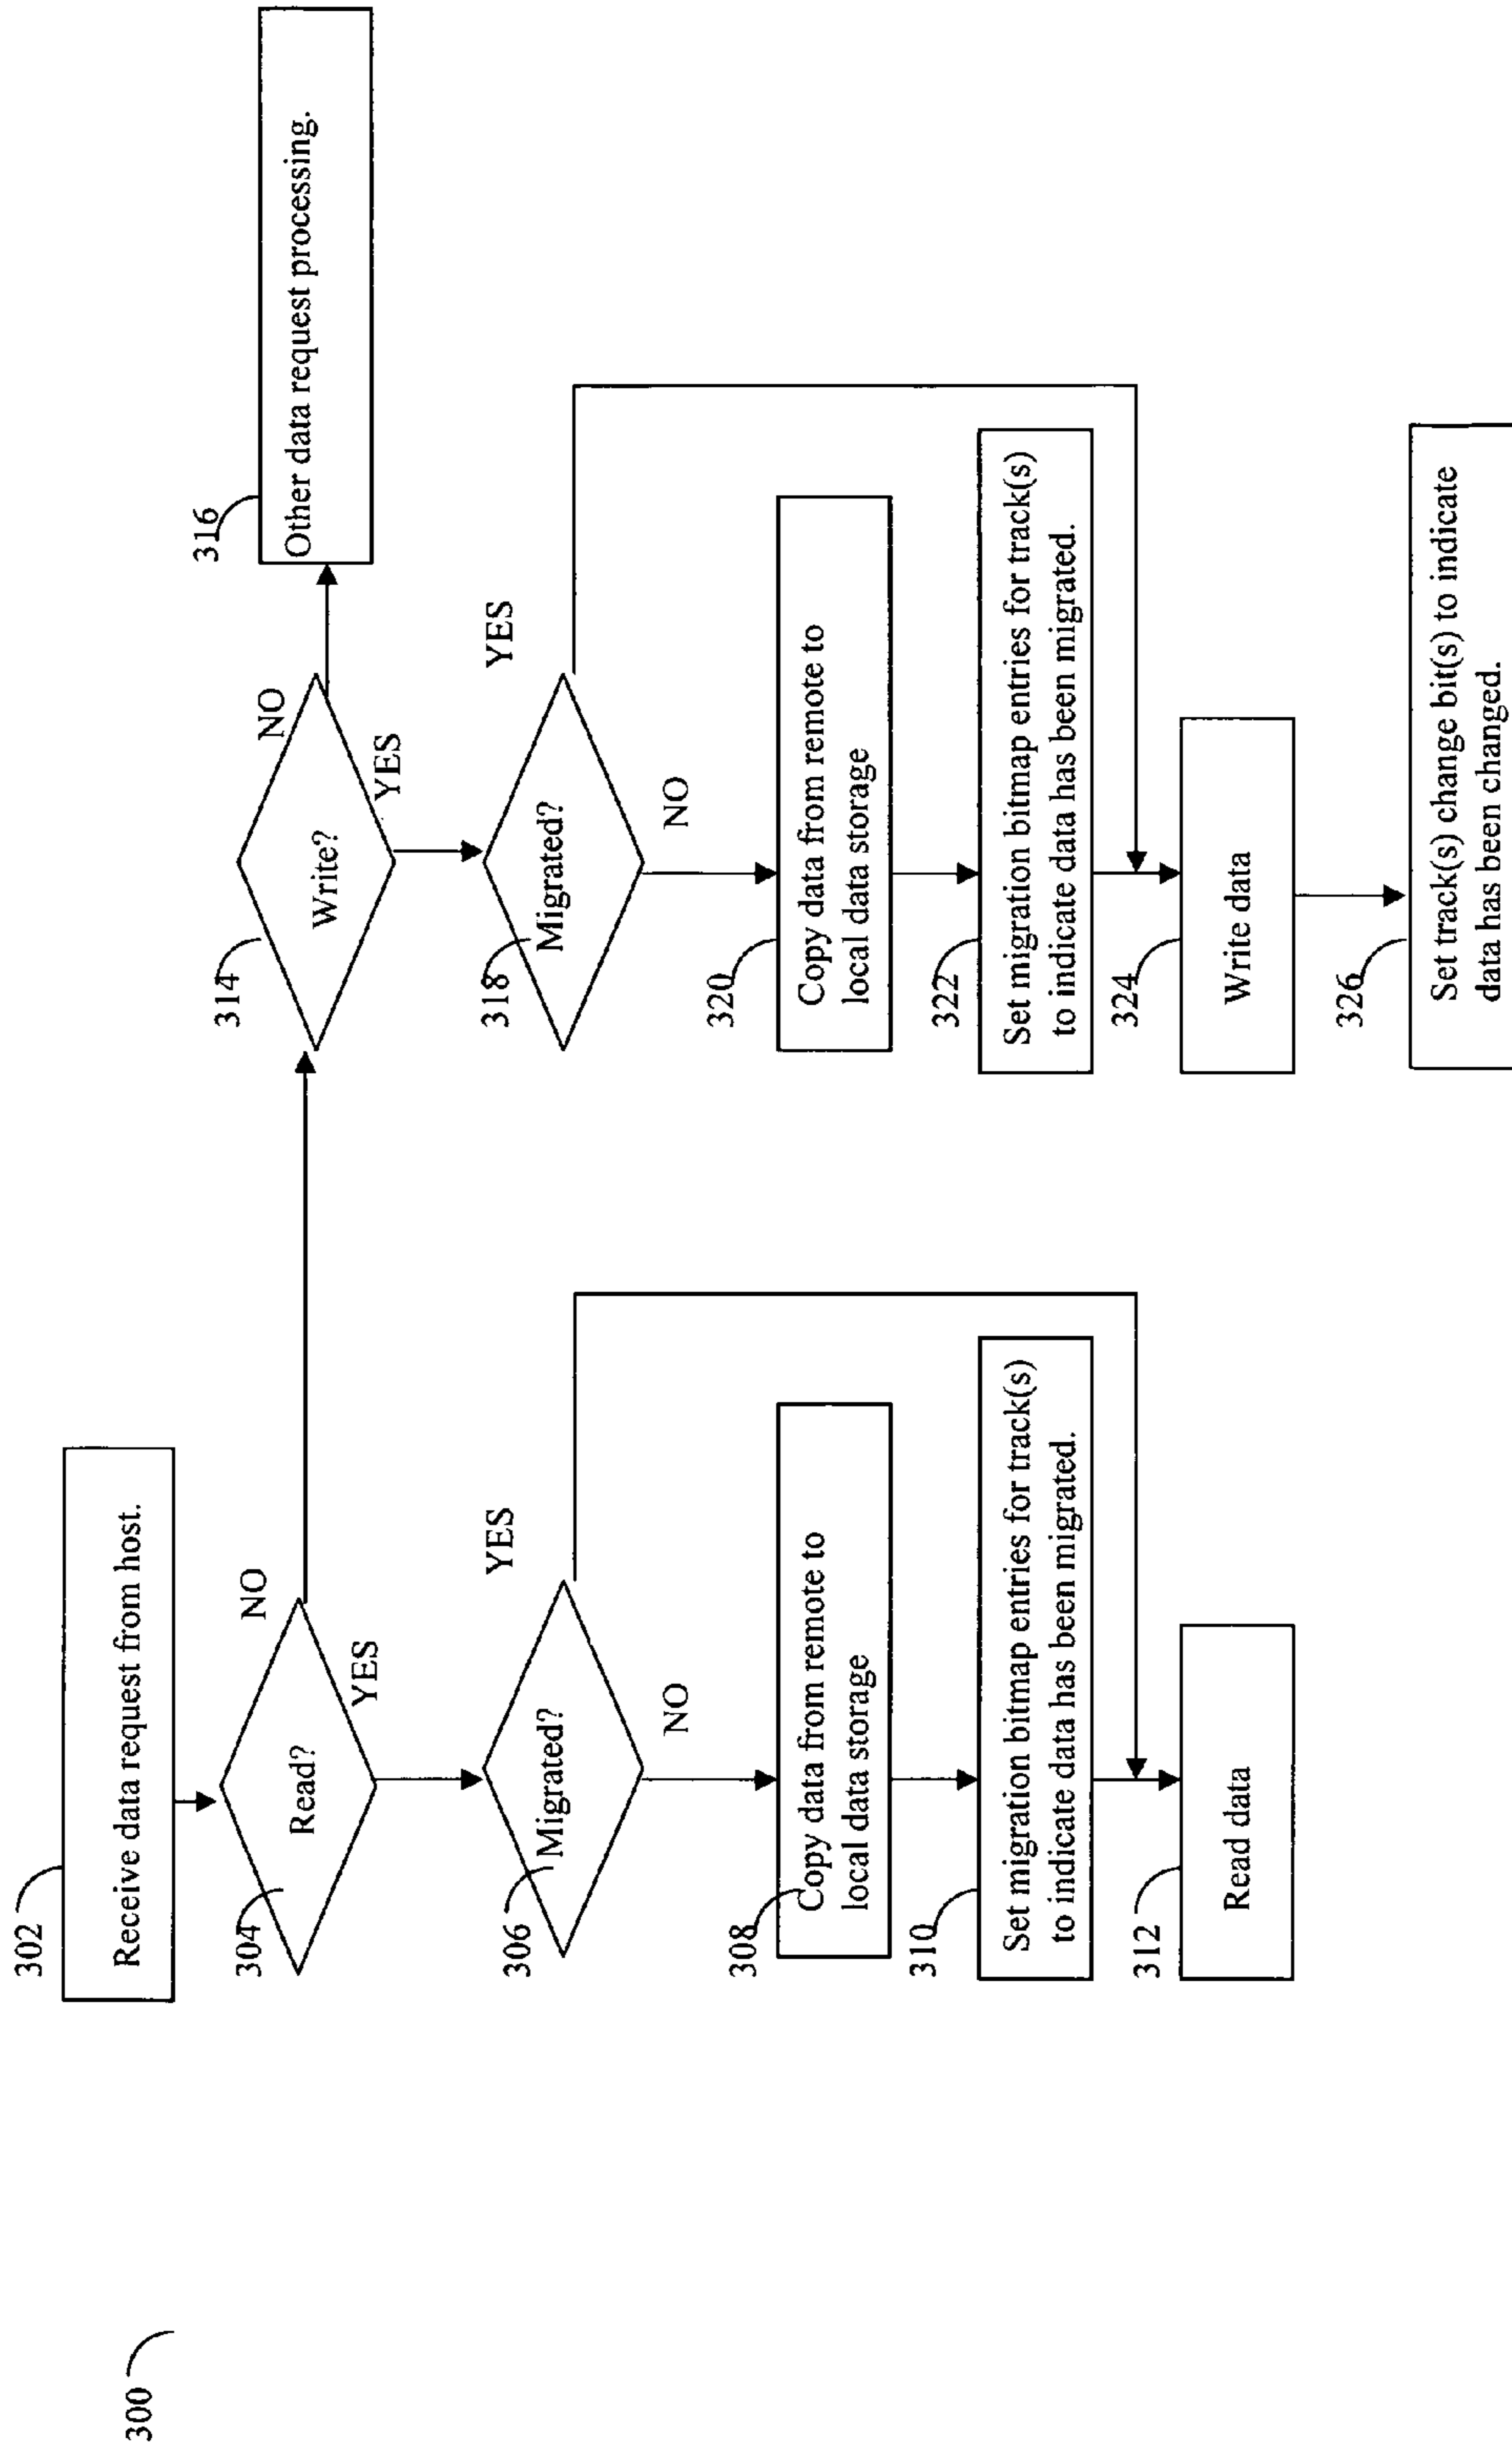 300
302
Receive data request from host.
304
Read?
NO
YES
306
Migrated?
YES
NO
308
Copy data from remote to
local data storage
310
Set migration bitmap entries for track(s)
to indicate data has been migrated.
312
Read data
314
Write?
NO
YES
316
Other data request processing.
318
Migrated?
YES
NO
320
Copy data from remote to
local data storage
322
Set migration bitmap entries for track(s)
to indicate data has been migrated.
324
Write data
326
Set track(s) change bit(s) to indicate
data has been changed.